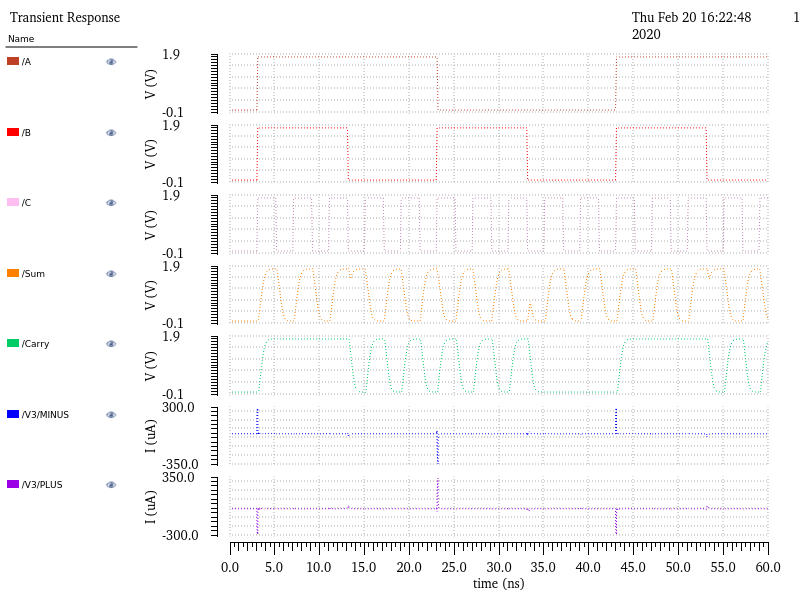 Transient Response
Thu Feb 20 16:22:48 1
2020
Name
/A
1.9
V (V)
-0.1
/B
1.9
V (V)
-0.1
/C
1.9
V (V)
-0.1
/Sum
1.9
V (V)
-0.1
/Carry
1.9
V (V)
-0.1
/V3/MINUS
300.0
I (uA)
-350.0
/V3/PLUS
350.0
I (uA)
-300.0
0.0 5.0 10.0 15.0 20.0 25.0 30.0 35.0 40.0 45.0 50.0 55.0 60.0
time (ns)